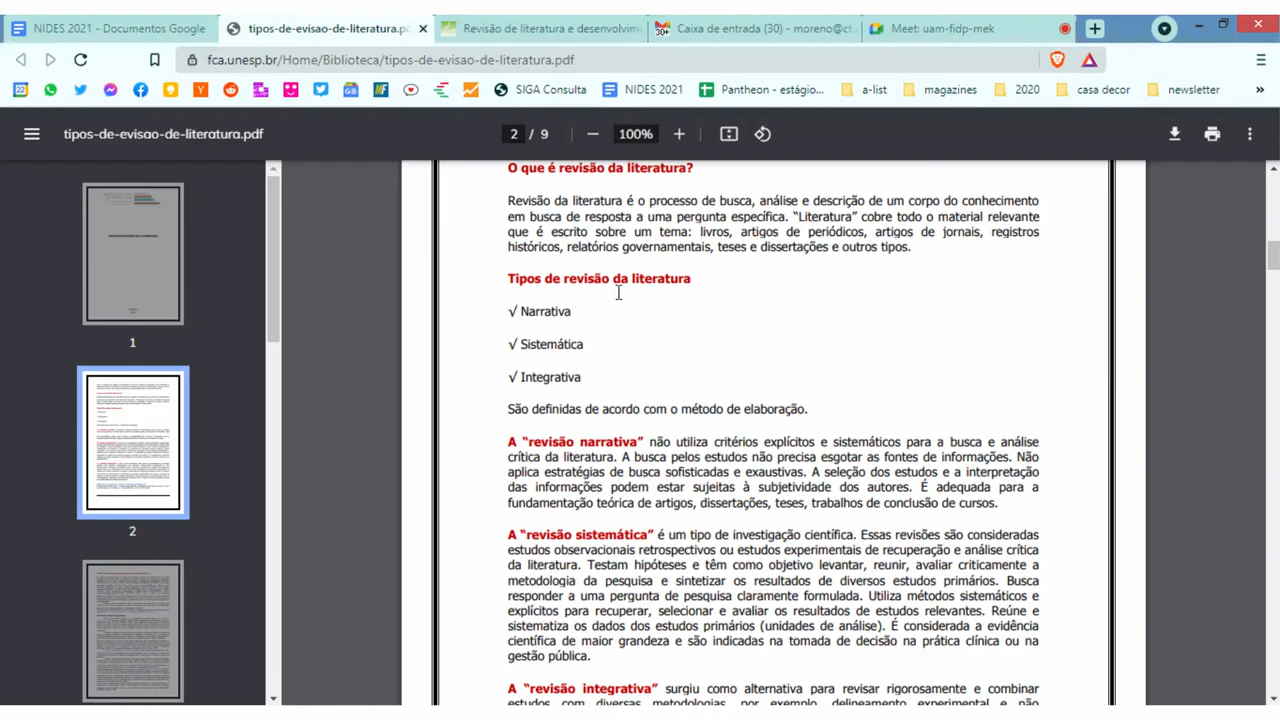 NIDES 2021 - Documentos Google
tipos-de-evisao-de-literatura.po
Revisão de literatura e desenvolvim
Caixa de entrada (30) - moreno@ct.
Meet: uam-fidp-mek
fca.unesp.br/Home/Biblioteca/tipos-de-evisao-de-literatura.pdf
SIGA Consulta
NIDES 2021
Pantheon - estágio...
a-list
magazines
2020
casa decor
newsletter
»
tipos-de-evisao-de-literatura.pdf
2 / 9
100%
O que é revisão da literatura?
Revisão da literatura é o processo de busca, análise e descrição de um corpo do conhecimento
em busca de resposta a uma pergunta específica. “Literatura” cobre todo o material relevante
que é escrito sobre um tema: livros, artigos de periódicos, artigos de jornais, registros
históricos, relatórios governamentais, teses e dissertações e outros tipos.
Tipos de revisão da literatura
√ Narrativa
√ Sistemática
√ Integrativa
São definidas de acordo com o método de elaboração.
A “revisão narrativa” não utiliza critérios explícitos e sistemáticos para a busca e análise
crítica da literatura. A busca pelos estudos não precisa esgotar as fontes de informações. Não
aplica estratégias de busca sofisticadas e exaustivas. A seleção dos estudos e a interpretação
das informações podem estar sujeitas à subjetividade dos autores. É adequada para a
fundamentação teórica de artigos, dissertações, teses, trabalhos de conclusão de cursos.
A “revisão sistemática” é um tipo de investigação científica. Essas revisões são consideradas
estudos observacionais retrospectivos ou estudos experimentais de recuperação e análise crítica
da literatura. Testam hipóteses e têm como objetivo levantar, reunir, avaliar criticamente a
metodologia da pesquisa e sintetizar os resultados de diversos estudos primários. Busca
responder a uma pergunta de pesquisa claramente formulada. Utiliza métodos sistemáticos e
explícitos para recuperar, selecionar e avaliar os resultados de estudos relevantes. Reúne e
sistematiza os dados dos estudos primários (unidades de análise). É considerada a evidência
científica de maior grandeza e são indicadas na tomada de decisão na prática clínica ou na
gestão pública.
A “revisão integrativa” surgiu como alternativa para revisar rigorosamente e combinar
estudos com diversas metodologias, por exemplo, delineamento experimental e não
1
2